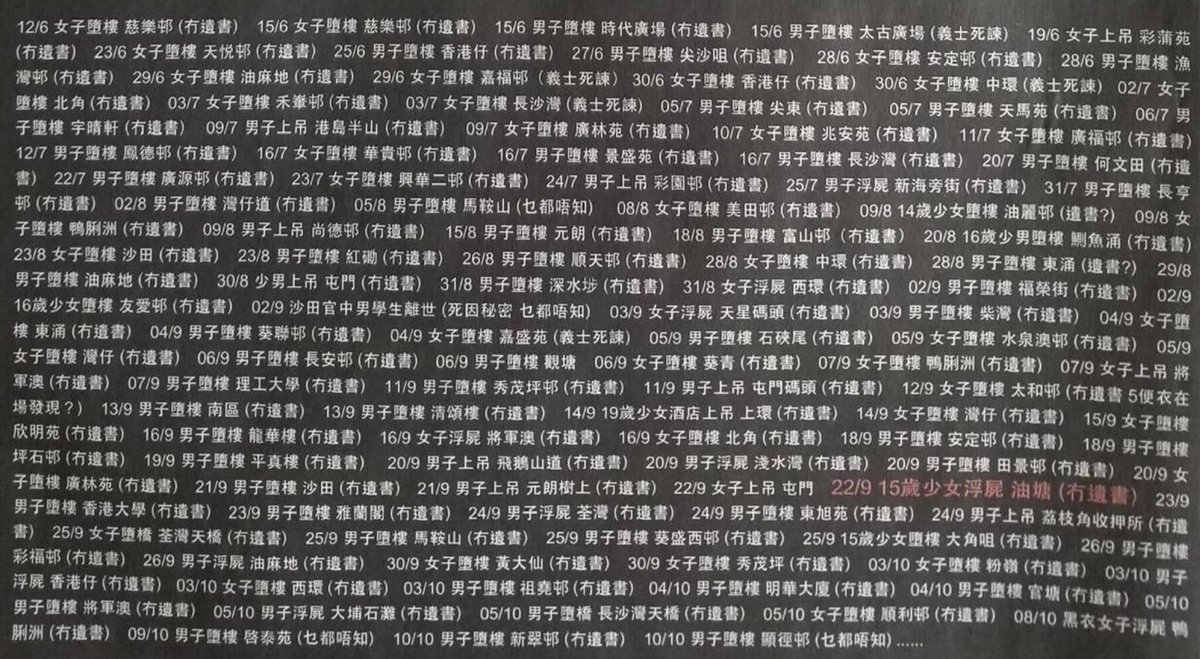 12/6 女子墮樓 慈樂邨 (冇遺書) 15/6 女子墮樓 慈樂邨 (冇遺書) 15/6 男子墮樓 時代廣場 (冇遺書) 15/6 男子墮樓 太古廣場 (義士死諫) 19/6 女子上吊 彩蒲苑
(冇遺書) 23/6 女子墮樓 天悅邨 (冇遺書) 25/6 男子墮樓 香港仔 (冇遺書) 27/6 男子墮樓 尖沙咀 (冇遺書) 28/6 女子墮樓 安定邨 (冇遺書) 28/6 男子墮樓 漁
灣邨 (冇遺書) 29/6 女子墮樓 油麻地 (冇遺書) 29/6 女子墮樓 嘉福邨 (義士死諫) 30/6 女子墮樓 香港仔 (冇遺書) 30/6 女子墮樓 中環 (義士死諫) 02/7 女子
墮樓 北角 (冇遺書) 03/7 女子墮樓 禾輋邨 (冇遺書) 03/7 女子墮樓 長沙灣 (義士死諫) 05/7 男子墮樓 尖東 (冇遺書) 05/7 男子墮樓 天馬苑 (冇遺書) 06/7 男
子墮樓 宇晴軒 (冇遺書) 09/7 男子上吊 港島半山 (冇遺書) 09/7 女子墮樓 廣林苑 (冇遺書) 10/7 女子墮樓 兆安苑 (冇遺書) 11/7 女子墮樓 廣福邨 (冇遺書)
12/7 男子墮樓 鳳德邨 (冇遺書) 16/7 女子墮樓 華貴邨 (冇遺書) 16/7 男子墮樓 景盛苑 (冇遺書) 16/7 男子墮樓 長沙灣 (冇遺書) 20/7 男子墮樓 何文田 (冇遺
書) 22/7 男子墮樓 廣源邨 (冇遺書) 23/7 女子墮樓 興華二邨 (冇遺書) 24/7 男子上吊 彩園邨 (冇遺書) 25/7 男子浮屍 新海旁街 (冇遺書) 31/7 男子墮樓 長亨
邨 (冇遺書) 02/8 男子墮樓 灣仔道 (冇遺書) 05/8 男子墮樓 馬鞍山 (乜都唔知) 08/8 女子墮樓 美田邨 (冇遺書) 09/8 14歲少女墮樓 油麗邨 (遺書?) 09/8 女
子墮樓 鴨脷洲 (冇遺書) 09/8 男子上吊 尚德邨 (冇遺書) 15/8 男子墮樓 元朗 (冇遺書) 18/8 男子墮樓 富山邨 (冇遺書) 20/8 16歲少男墮樓 鰂魚涌 (冇遺書)
23/8 女子墮樓 沙田 (冇遺書) 23/8 男子墮樓 紅磡 (冇遺書) 26/8 男子墮樓 順天邨 (冇遺書) 28/8 女子墮樓 中環 (冇遺書) 28/8 男子墮樓 東涌 (遺書?) 29/8
男子墮樓 油麻地 (冇遺書) 30/8 少男上吊 屯門 (冇遺書) 31/8 男子墮樓 深水埗 (冇遺書) 31/8 女子浮屍 西環 (冇遺書) 02/9 男子墮樓 福榮街 (冇遺書) 02/9
16歲少女墮樓 友愛邨 (冇遺書) 02/9 沙田官中男學生離世 (死因秘密 乜都唔知) 03/9 女子浮屍 天星碼頭 (冇遺書) 03/9 男子墮樓 柴灣 (冇遺書) 04/9 女子墮
樓 東涌 (冇遺書) 04/9 男子墮樓 葵聯邨 (冇遺書) 04/9 女子墮樓 嘉盛苑 (義士死諫) 05/9 男子墮樓 石硤尾 (冇遺書) 05/9 女子墮樓 水泉澳邨 (冇遺書) 05/9
女子墮樓 灣仔 (冇遺書) 06/9 男子墮樓 長安邨 (冇遺書) 06/9 男子墮樓 觀塘 06/9 女子墮樓 葵青 (冇遺書) 07/9 女子墮樓 鴨脷洲 (冇遺書) 07/9 女子上吊 將
軍澳 (冇遺書) 07/9 男子墮樓 理工大學 (冇遺書) 11/9 男子墮樓 秀茂坪邨 (冇遺書) 11/9 男子上吊 屯門碼頭 (冇遺書) 12/9 女子墮樓 太和邨 (冇遺書 5便衣在
場發現？) 13/9 男子墮樓 南區 (冇遺書) 13/9 男子墮樓 清頌樓 (冇遺書) 14/9 19歲少女酒店上吊 上環 (冇遺書) 14/9 女子墮樓 灣仔 (冇遺書) 15/9 女子墮樓
欣明苑 (冇遺書) 16/9 男子墮樓 龍華樓 (冇遺書) 16/9 女子浮屍 將軍澳 (冇遺書) 16/9 女子墮樓 北角 (冇遺書) 18/9 男子墮樓 安定邨 (冇遺書) 18/9 男子墮樓
坪石邨 (冇遺書) 19/9 男子墮樓 平真樓 (冇遺書) 20/9 男子上吊 飛鵝山道 (冇遺書) 20/9 男子浮屍 淺水灣 (冇遺書) 20/9 男子墮樓 田景邨 (冇遺書) 20/9 女
子墮樓 廣林苑 (冇遺書) 21/9 男子墮樓 沙田 (冇遺書) 21/9 男子上吊 元朗樹上 (冇遺書) 22/9 女子上吊 屯門 22/9 15歲少女浮屍 油塘 (冇遺書) 23/9
男子墮樓 香港大學 (冇遺書) 23/9 男子墮樓 雅蘭閣 (冇遺書) 24/9 男子浮屍 荃灣 (冇遺書) 24/9 男子墮樓 東旭苑 (冇遺書) 24/9 男子上吊 荔枝角收押所 (冇遺
書) 25/9 女子墮橋 荃灣天橋 (冇遺書) 25/9 男子墮樓 馬鞍山 (冇遺書) 25/9 男子墮樓 葵盛西邨 (冇遺書) 25/9 15歲少女墮樓 大角咀 (冇遺書) 26/9 男子墮樓
彩福邨 (冇遺書) 26/9 男子浮屍 油麻地 (冇遺書) 30/9 男子墮樓 黃大仙 (冇遺書) 30/9 男子墮樓 秀茂坪 (冇遺書) 03/10 女子墮樓 粉嶺 (冇遺書) 03/10 男子
浮屍 香港仔 (冇遺書) 03/10 女子墮樓 西環 (冇遺書) 03/10 男子墮樓 祖堯邨 (冇遺書) 04/10 男子墮樓 明華大廈 (冇遺書) 04/10 男子墮樓 官塘 (冇遺書) 05/10
男子墮樓 將軍澳 (冇遺書) 05/10 男子浮屍 大埔石灘 (冇遺書) 05/10 男子墮橋 長沙灣天橋 (冇遺書) 05/10 女子墮樓 順利邨 (冇遺書) 08/10 黑衣女子浮屍 鴨
脷洲 (冇遺書) 09/10 男子墮樓 啓泰苑 (乜都唔知) 10/10 男子墮樓 新翠邨 (冇遺書) 10/10 男子墮樓 顯徑邨 (乜都唔知) ......